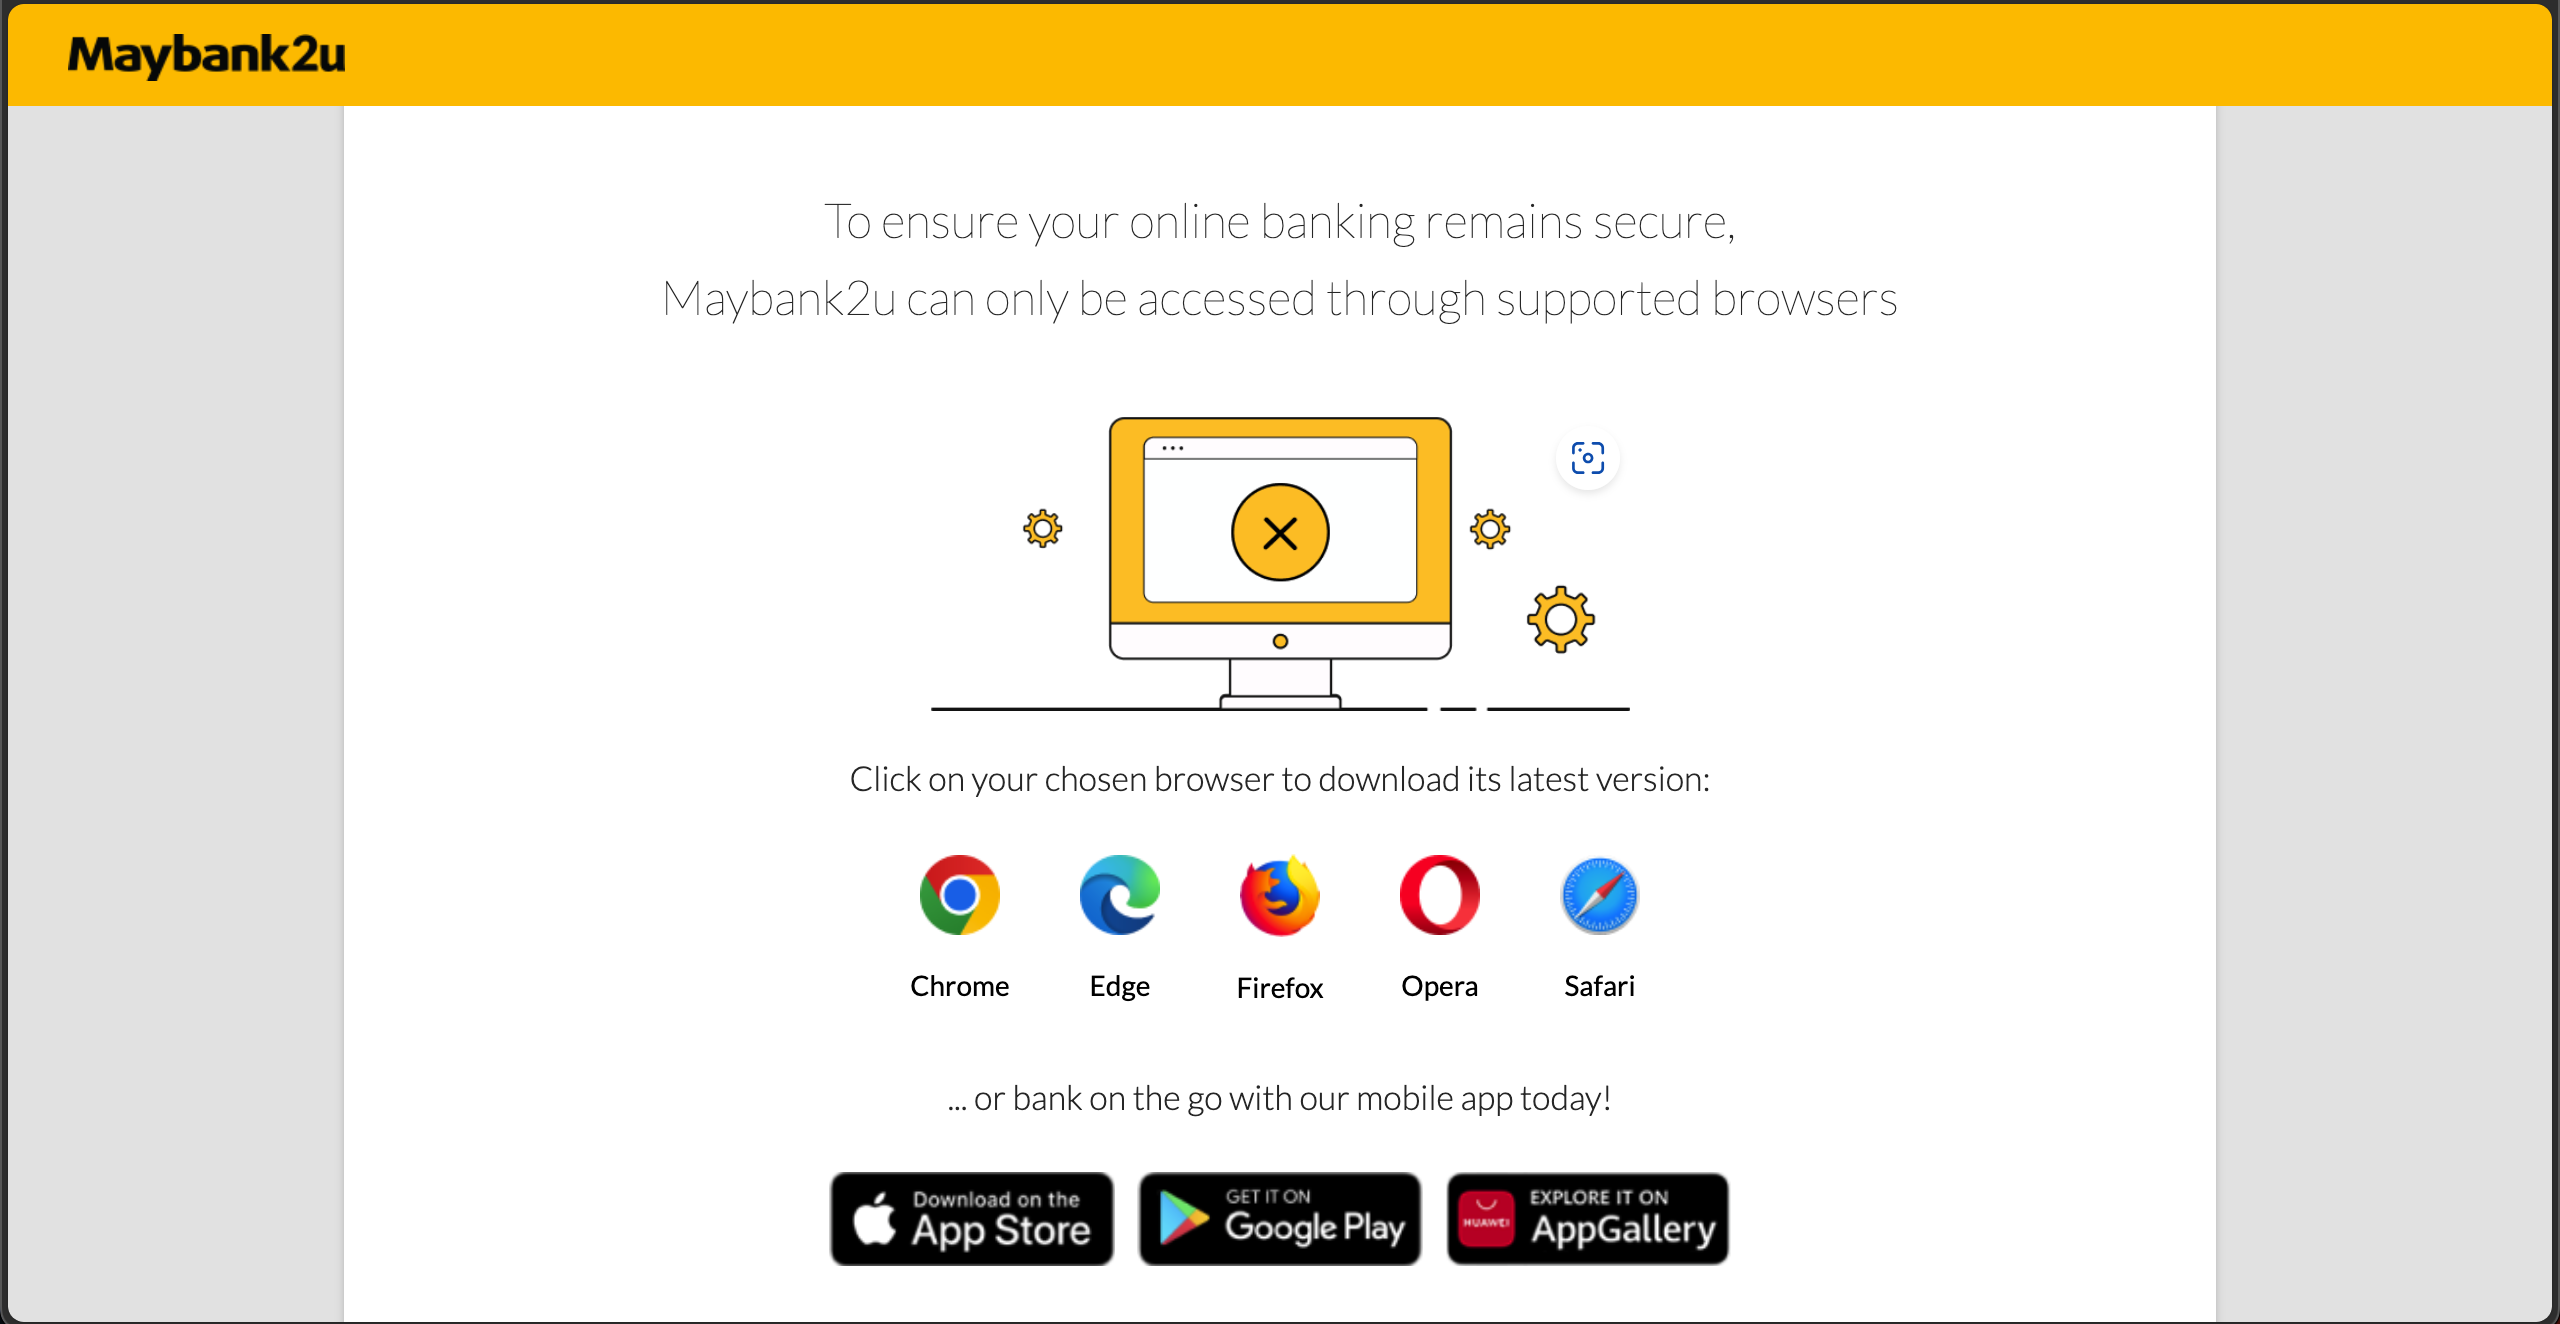 Maybank2u
To ensure your online banking remains secure,
Maybank2u can only be accessed through supported browsers
Click on your chosen browser to download its latest version:
Chrome
Edge
Firefox
Opera
Safari
... or bank on the go with our mobile app today!
Download on the
App Store
GET IT ON
Google Play
HUAWEI
EXPLORE IT ON
AppGallery